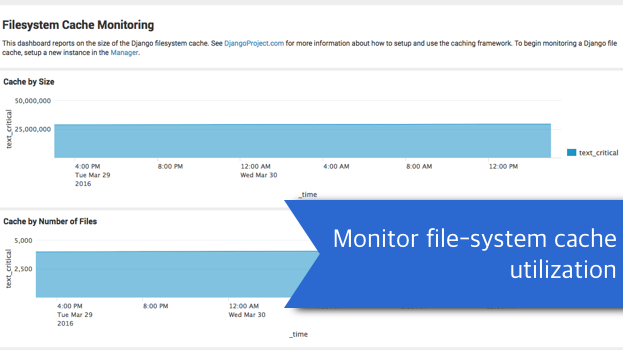 Filesystem Cache Monitoring
This dashboard reports on the size of the Django filesystem cache. See DjangoProject.com for more information about how to setup and use the caching framework. To begin monitoring a Django file
cache, setup a new instance in the Manager.
Cache by Size
50,000,000
25,000,000
text_critical
text_critical
4:00 PM 8:00 PM 12:00 AM 4:00 AM 8:00 AM 12:00 PM
Tue Mar 29 Wed Mar 30
2016
_time
Cache by Number of Files
5,000
2,500
text_critical
4:00 PM 8:00 PM 12:00 AM
Tue Mar 29 Wed Mar 30
2016
_time
Monitor file-system cache
utilization